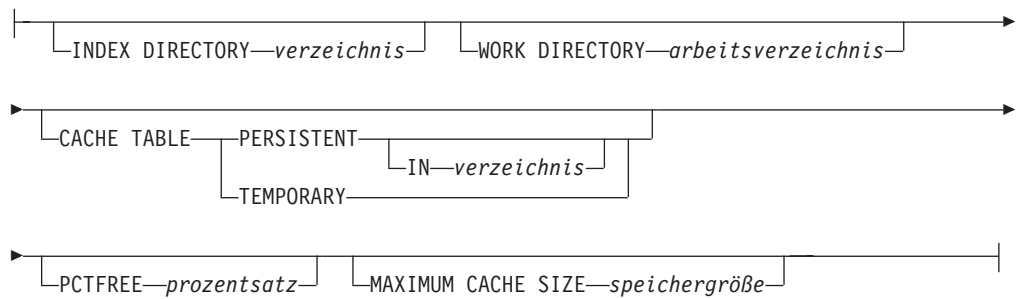 INDEX DIRECTORY verzeichnis WORK DIRECTORY arbeitsverzeichnis
CACHE TABLE PERSISTENT
IN verzeichnis
TEMPORARY
PCTFREE prozentsatz MAXIMUM CACHE SIZE speichergröße